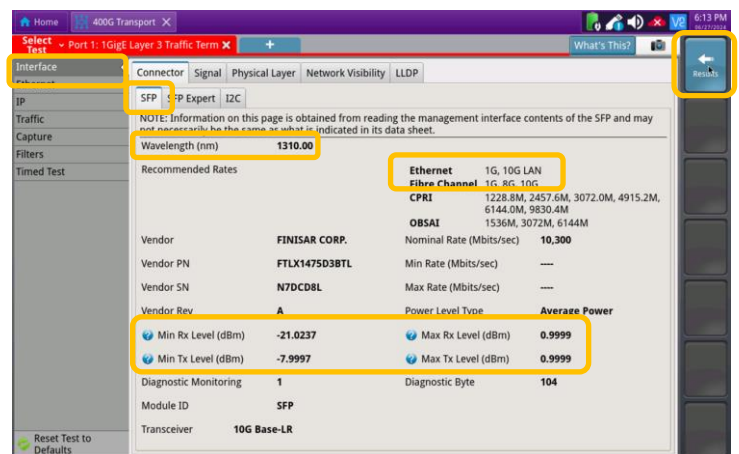 Home 400G Transport X V2 6:13 PM
06/27/2024
Select Test Port 1: 1GigE Layer 3 Traffic Term X + What's This?
Results
Interface
Ethernet
IP
Traffic
Capture
Filters
Timed Test
Reset Test to
Defaults
Connector Signal Physical Layer Network Visibility LLDP
SFP SFP Expert I2C
NOTE: Information on this page is obtained from reading the management interface contents of the SFP and may
not necessarily be the same as what is indicated in its data sheet.
Wavelength (nm) 1310.00
Recommended Rates Ethernet 1G, 10G LAN
Fibre Channel 1G, 8G, 10G
CPRI 1228.8M, 2457.6M, 3072.0M, 4915.2M,
6144.0M, 9830.4M
OBSAI 1536M, 3072M, 6144M
Vendor FINISAR CORP. Nominal Rate (Mbits/sec) 10,300
Vendor PN FTLX1475D3BTL Min Rate (Mbits/sec) ----
Vendor SN N7DCD8L Max Rate (Mbits/sec) ----
Vendor Rev A Power Level Type Average Power
Min Rx Level (dBm) -21.0237 Max Rx Level (dBm) 0.9999
Min Tx Level (dBm) -7.9997 Max Tx Level (dBm) 0.9999
Diagnostic Monitoring 1 Diagnostic Byte 104
Module ID SFP
Transceiver 10G Base-LR